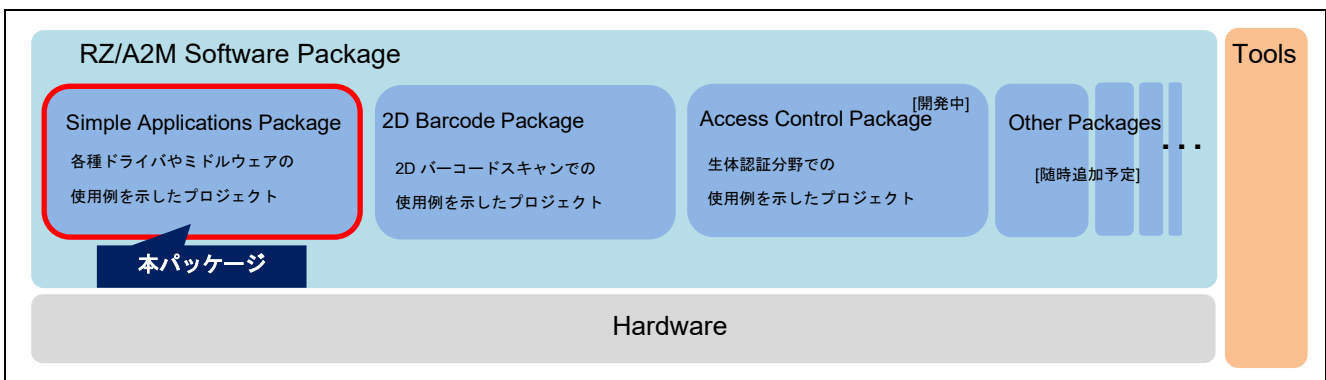 RZ/A2M Software Package
Tools
Simple Applications Package
各種ドライバやミドルウェアの
使用例を示したプロジェクト
2D Barcode Package
2D バーコードスキャンでの
使用例を示したプロジェクト
[開発中]
Access Control Package
生体認証分野での
使用例を示したプロジェクト
Other Packages
...
[随時追加予定]
本パッケージ
Hardware